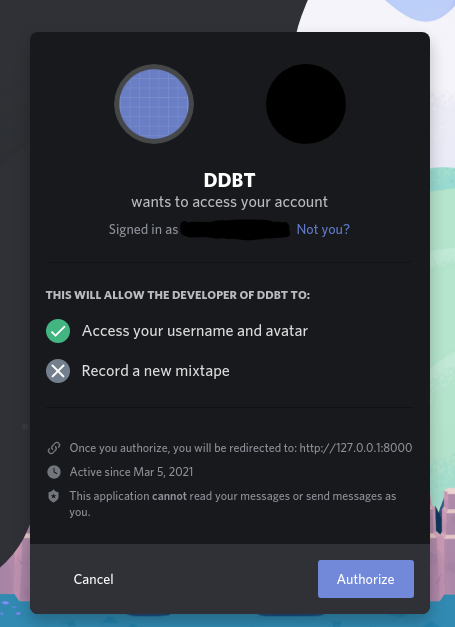 DDBT
wants to access your account
Signed in as Not you?
THIS WILL ALLOW THE DEVELOPER OF DDBT TO:
Access your username and avatar
Record a new mixtape
Once you authorize, you will be redirected to: http://127.0.0.1:8000
Active since Mar 5, 2021
This application cannot read your messages or send messages as
you.
Cancel
Authorize